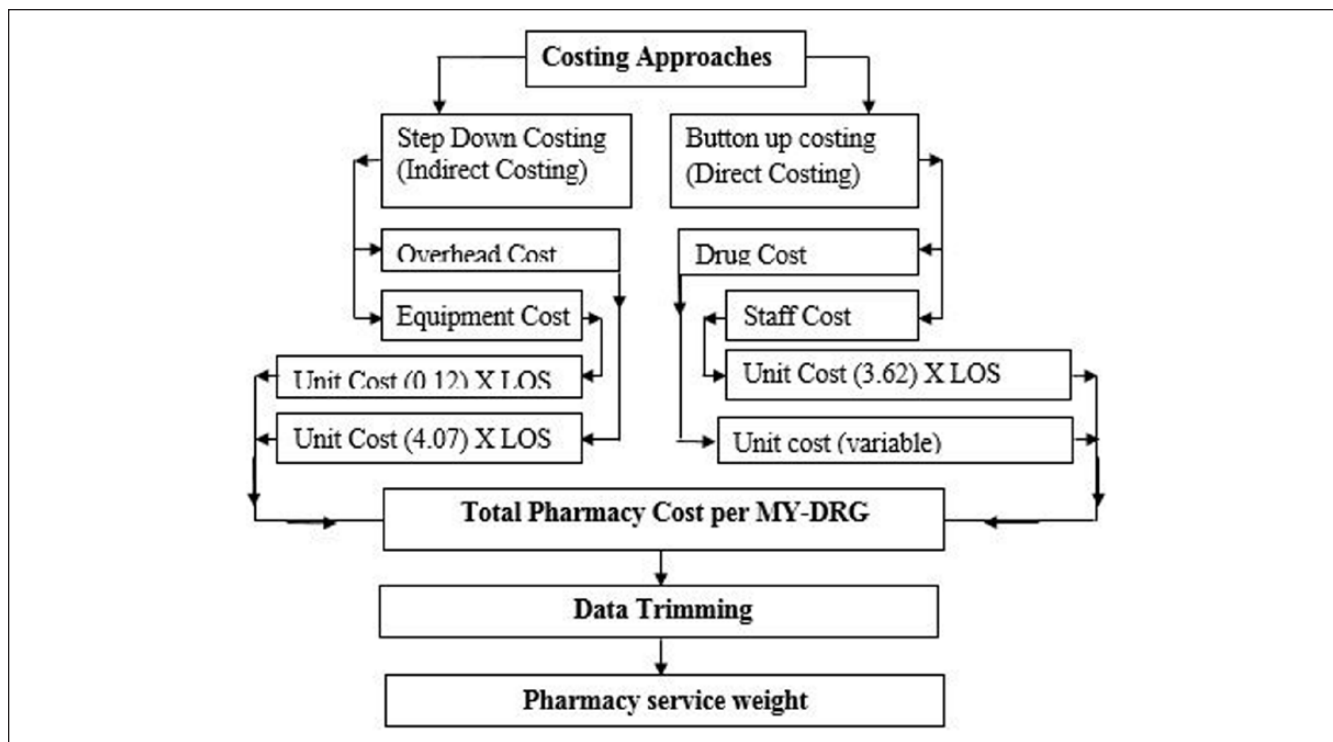 Costing Approaches
Step Down Costing
(Indirect Costing)
Button up costing
(Direct Costing)
Overhead Cost
Drug Cost
Equipment Cost
Staff Cost
Unit Cost (0.12) X LOS
Unit Cost (3.62) X LOS
Unit Cost (4.07) X LOS
Unit cost (variable)
Total Pharmacy Cost per MY-DRG
Data Trimming
Pharmacy service weight